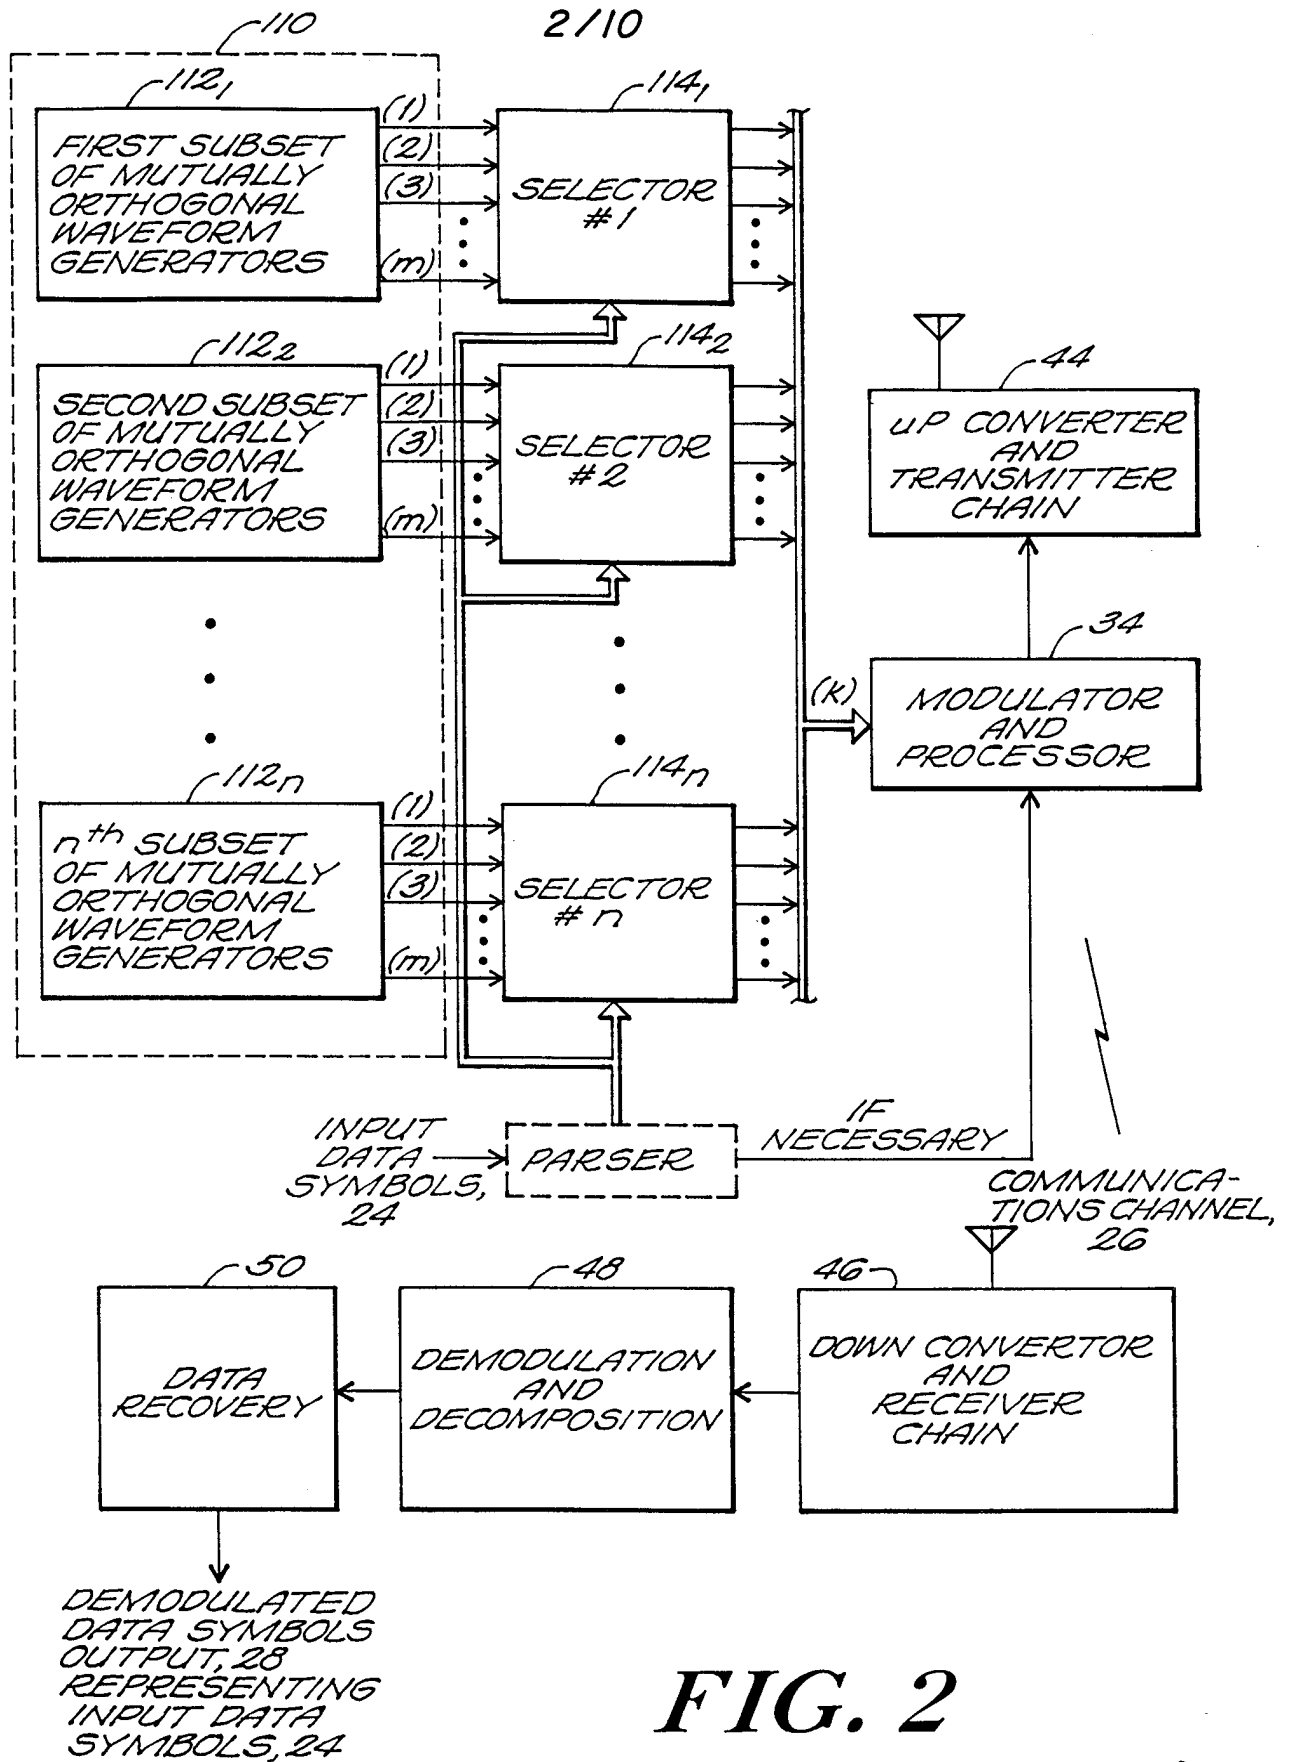 2/10
110
112₁
FIRST SUBSET
OF MUTUALLY
ORTHOGONAL
WAVEFORM
GENERATORS
(1)
(2)
(3)
(m)
114₁
SELECTOR
#1
112₂
SECOND SUBSET
OF MUTUALLY
ORTHOGONAL
WAVEFORM
GENERATORS
(1)
(2)
(3)
(m)
114₂
SELECTOR
#2
44
UP CONVERTER
AND
TRANSMITTER
CHAIN
34
MODULATOR
AND
PROCESSOR
(k)
112n
nth SUBSET
OF MUTUALLY
ORTHOGONAL
WAVEFORM
GENERATORS
(1)
(2)
(3)
(m)
114n
SELECTOR
#n
INPUT
DATA
SYMBOLS,
24
PARSER
IF
NECESSARY
COMMUNICA-
TIONS CHANNEL,
26
50
DATA
RECOVERY
48
DEMODULATION
AND
DECOMPOSITION
46
DOWN CONVERTOR
AND
RECEIVER
CHAIN
DEMODULATED
DATA SYMBOLS
OUTPUT, 28
REPRESENTING
INPUT DATA
SYMBOLS, 24
FIG. 2